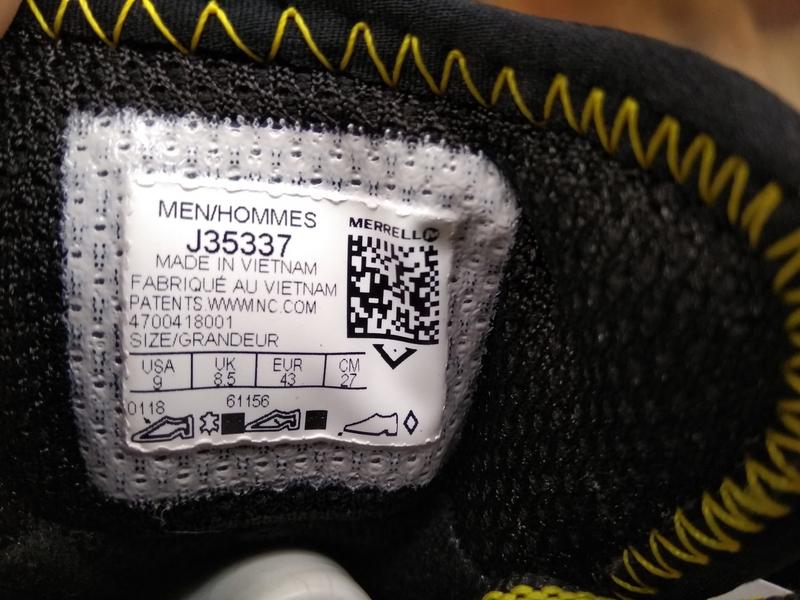 MEN/HOMMES
J35337
MERRELL
MADE IN VIETNAM
FABRIQUÉ AU VIETNAM
PATENTS.WWWINC.COM
4700418001
SIZE/GRANDEUR
USA UK EUR CM
9 8.5 43 27
0118 61156